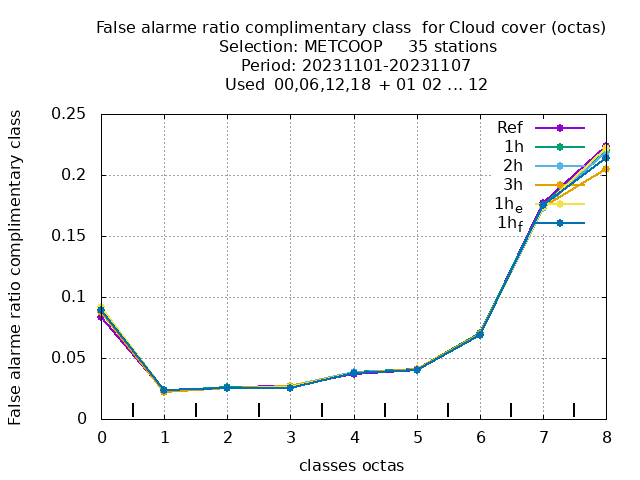 False alarme ratio complimentary class  for Cloud cover (octas)
Selection: METCOOP     35 stations
Period: 20231101-20231107
Used  00,06,12,18 + 01 02 ... 12
False alarme ratio complimentary class
0.25
0.2
0.15
0.1
0.05
0
Ref
1h
2h
3h
1h_e
1h_f
0 1 2 3 4 5 6 7 8
classes octas